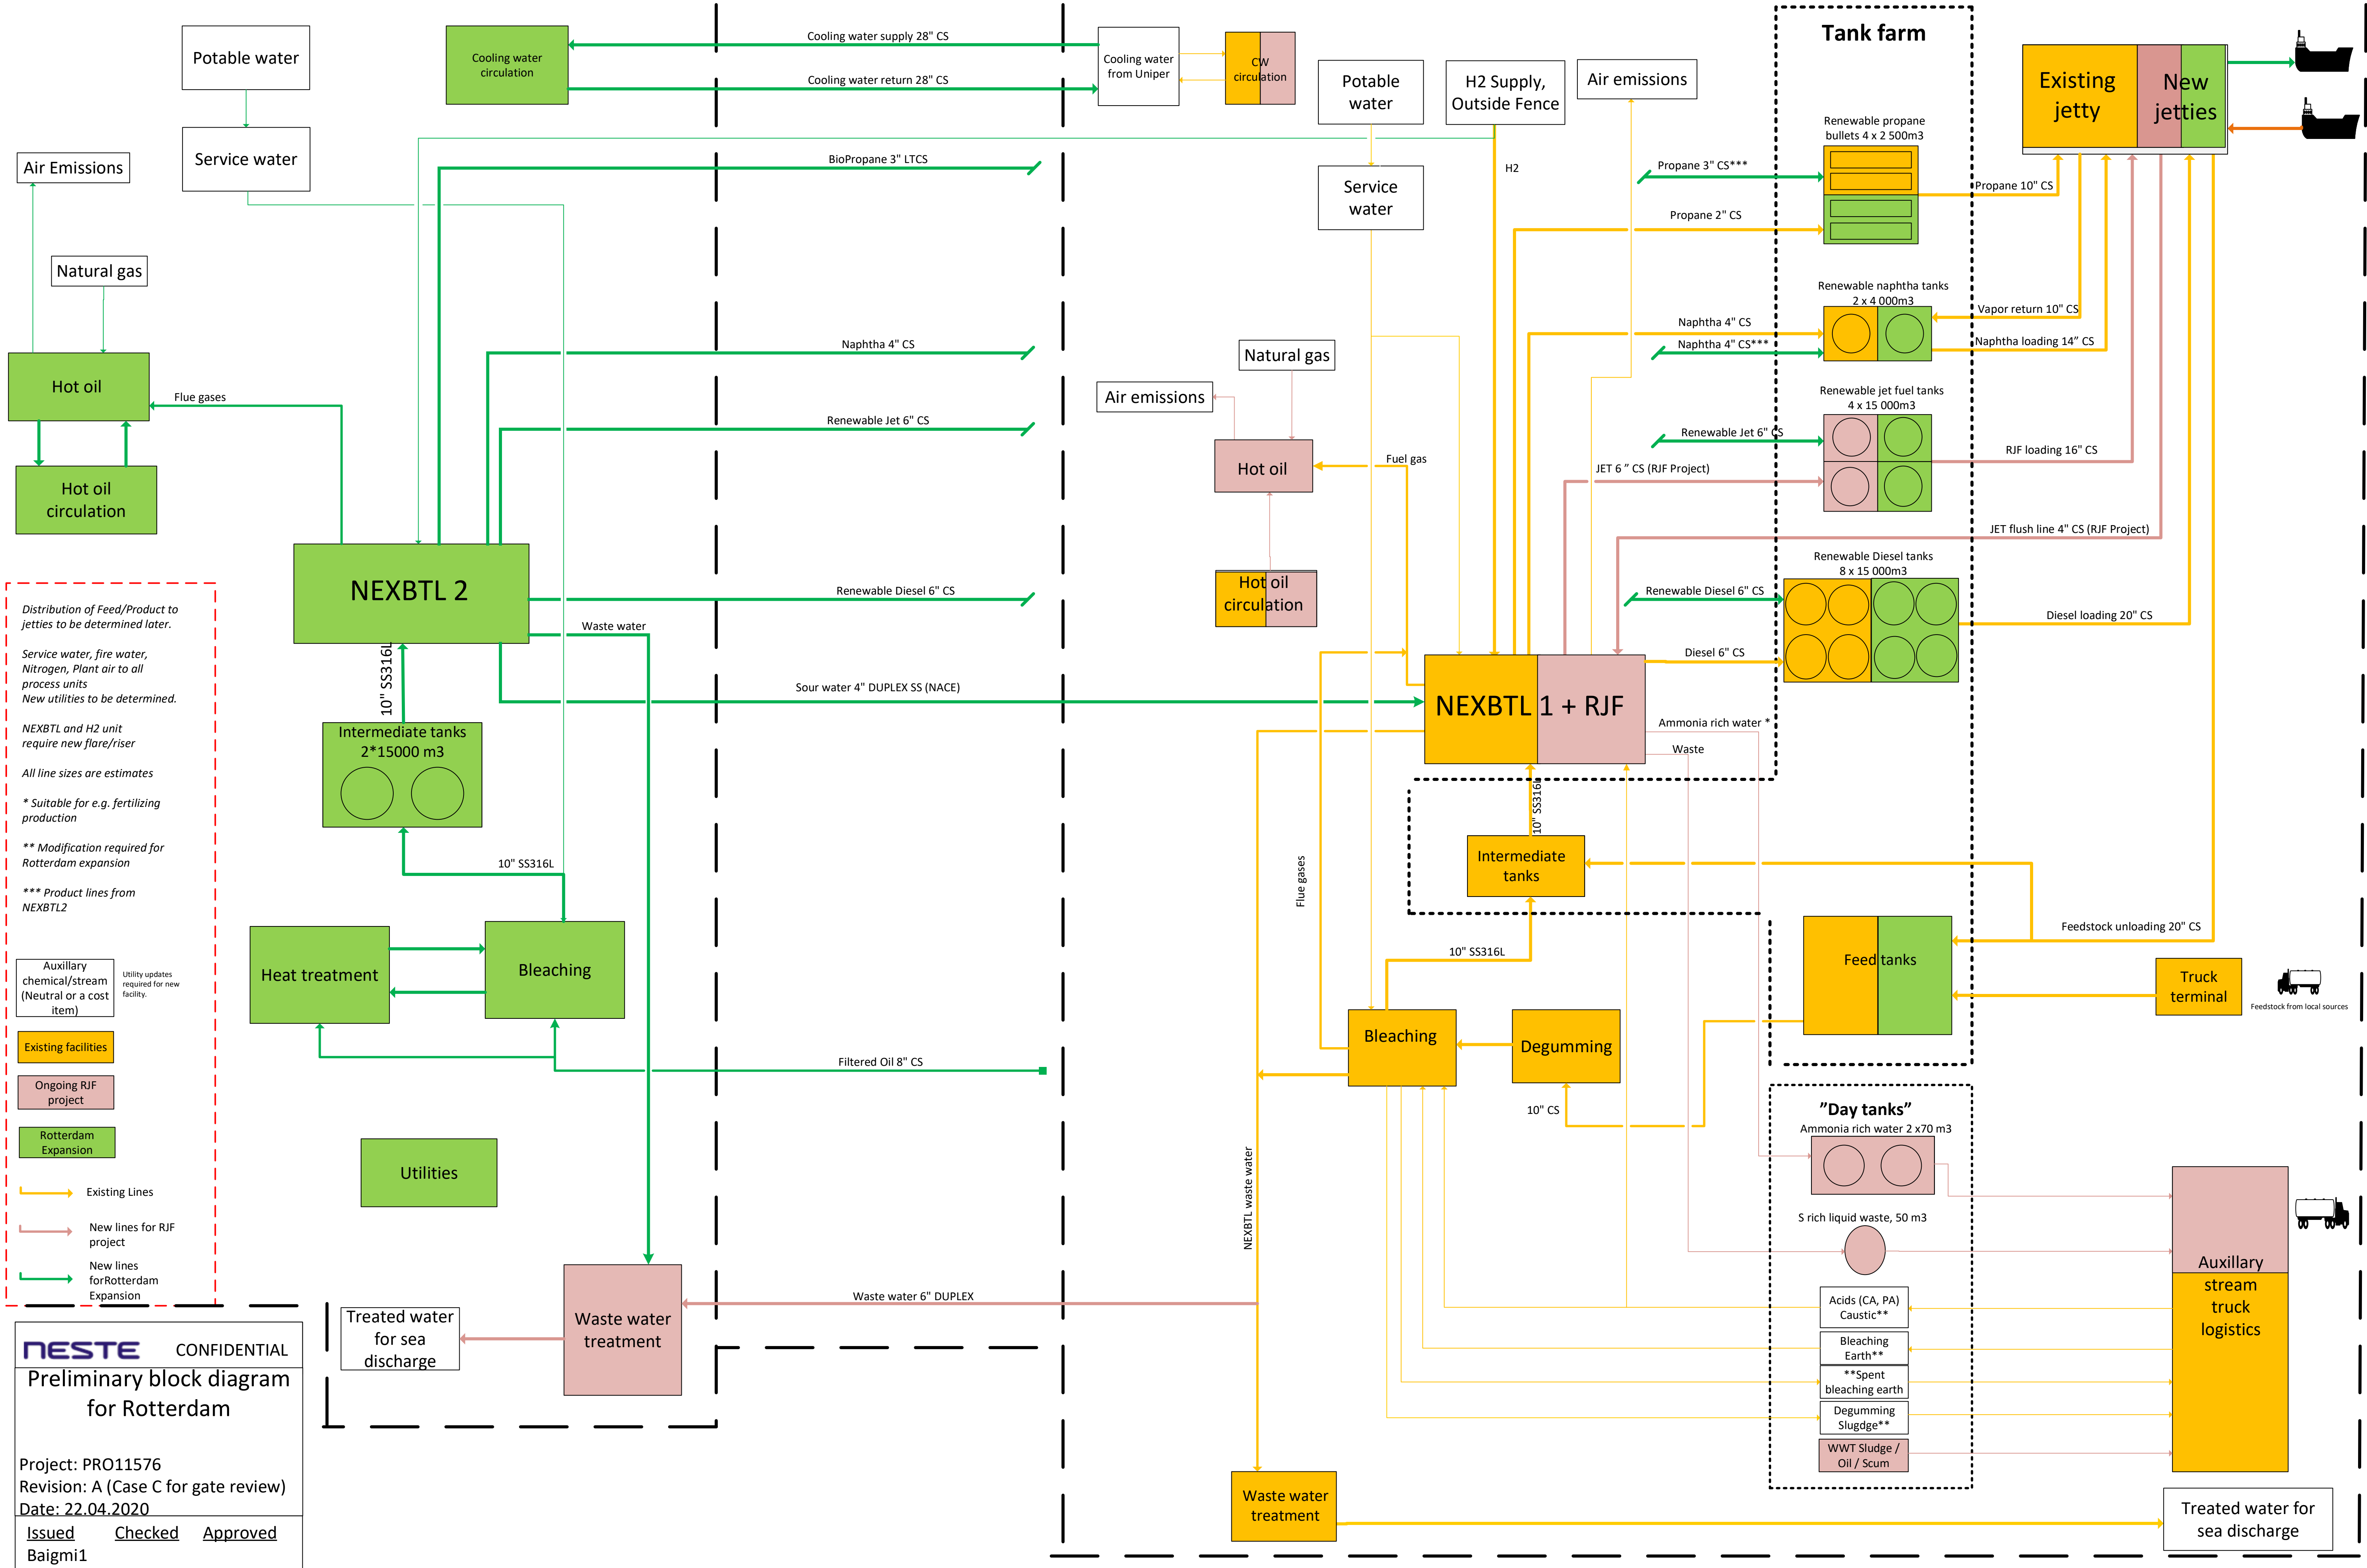 Potable water
Service water
Air Emissions
Natural gas
Hot oil
Hot oil
circulation
Flue gases
Cooling water
circulation
Cooling water supply 28" CS
Cooling water return 28" CS
Cooling water
from Uniper
CW
circulation
BioPropane 3" LTCS
Naphtha 4" CS
Renewable Jet 6" CS
NEXBTL 2
Renewable Diesel 6" CS
Waste water
Sour water 4" DUPLEX SS (NACE)
10" SS316L
Intermediate tanks
2*15000 m3
10" SS316L
Heat treatment
Bleaching
Filtered Oil 8" CS
Utilities
Waste water
treatment
Waste water 6" DUPLEX
Treated water
for sea
discharge
Distribution of Feed/Product to
jetties to be determined later.
Service water, fire water,
Nitrogen, Plant air to all
process units
New utilities to be determined.
NEXBTL and H2 unit
require new flare/riser
All line sizes are estimates
* Suitable for e.g. fertilizing
production
** Modification required for
Rotterdam expansion
*** Product lines from
NEXBTL2
Auxillary
chemical/stream
(Neutral or a cost
item)
Utility updates
required for new
facility.
Existing facilities
Ongoing RJF
project
Rotterdam
Expansion
Existing Lines
New lines for RJF
project
New lines
forRotterdam
Expansion
NESTE CONFIDENTIAL
Preliminary block diagram
for Rotterdam
Project: PRO11576
Revision: A (Case C for gate review)
Date: 22.04.2020
Issued Checked Approved
Baigmi1
Potable
water
Service
water
H2 Supply,
Outside Fence
H2
Air emissions
Natural gas
Air emissions
Hot oil
Fuel gas
Hot oil
circulation
NEXBTL 1 + RJF
Propane 3" CS***
Propane 2" CS
Naphtha 4" CS
Naphtha 4" CS***
Renewable Jet 6" CS
JET 6 ” CS (RJF Project)
Renewable Diesel 6" CS
Diesel 6" CS
Ammonia rich water *
Waste
10" SS316L
Intermediate
tanks
10" SS316L
Flue gases
Bleaching
Degumming
10" CS
NEXBTL waste water
Waste water
treatment
Tank farm
Renewable propane
bullets 4 x 2 500m3
Renewable naphtha tanks
2 x 4 000m3
Renewable jet fuel tanks
4 x 15 000m3
Renewable Diesel tanks
8 x 15 000m3
Feed tanks
Existing
jetty
New
jetties
Propane 10" CS
Vapor return 10" CS
Naphtha loading 14” CS
RJF loading 16" CS
JET flush line 4" CS (RJF Project)
Diesel loading 20" CS
Feedstock unloading 20" CS
Truck
terminal
Feedstock from local sources
”Day tanks”
Ammonia rich water 2 x70 m3
S rich liquid waste, 50 m3
Acids (CA, PA)
Caustic**
Bleaching
Earth**
**Spent
bleaching earth
Degumming
Slugdge**
WWT Sludge /
Oil / Scum
Auxillary
stream
truck
logistics
Treated water for
sea discharge